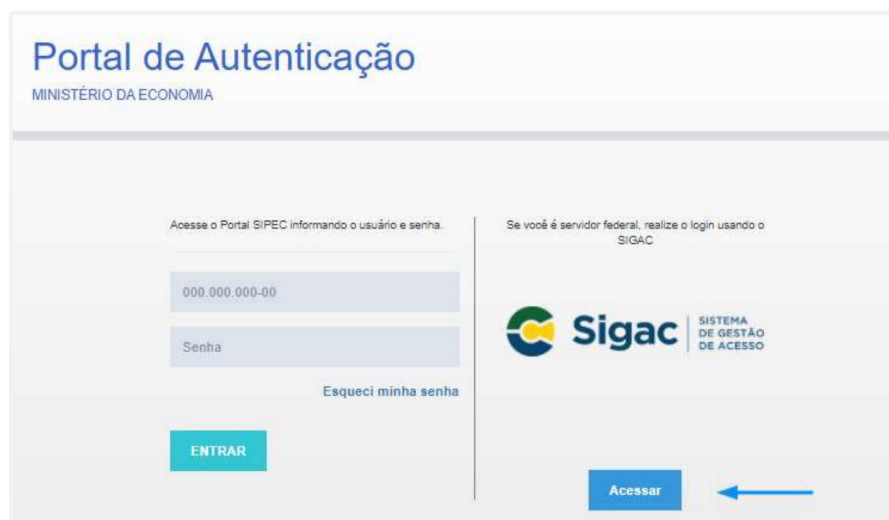 Portal de Autenticação
MINISTÉRIO DA ECONOMIA
Acesse o Portal SIPEC informando o usuário e senha.
000.000.000-00
Senha
Esqueci minha senha
ENTRAR
Se você é servidor federal, realize o login usando o
SIGAC
Sigac
SISTEMA
DE GESTÃO
DE ACESSO
Acessar